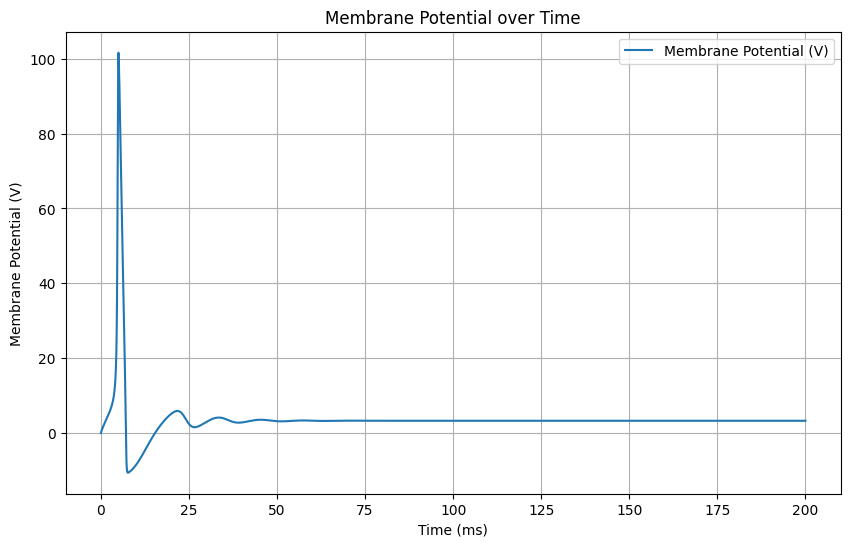 Membrane Potential over Time
Membrane Potential (V)
Membrane Potential (V)
100
80
60
40
20
0
0 25 50 75 100 125 150 175 200
Time (ms)